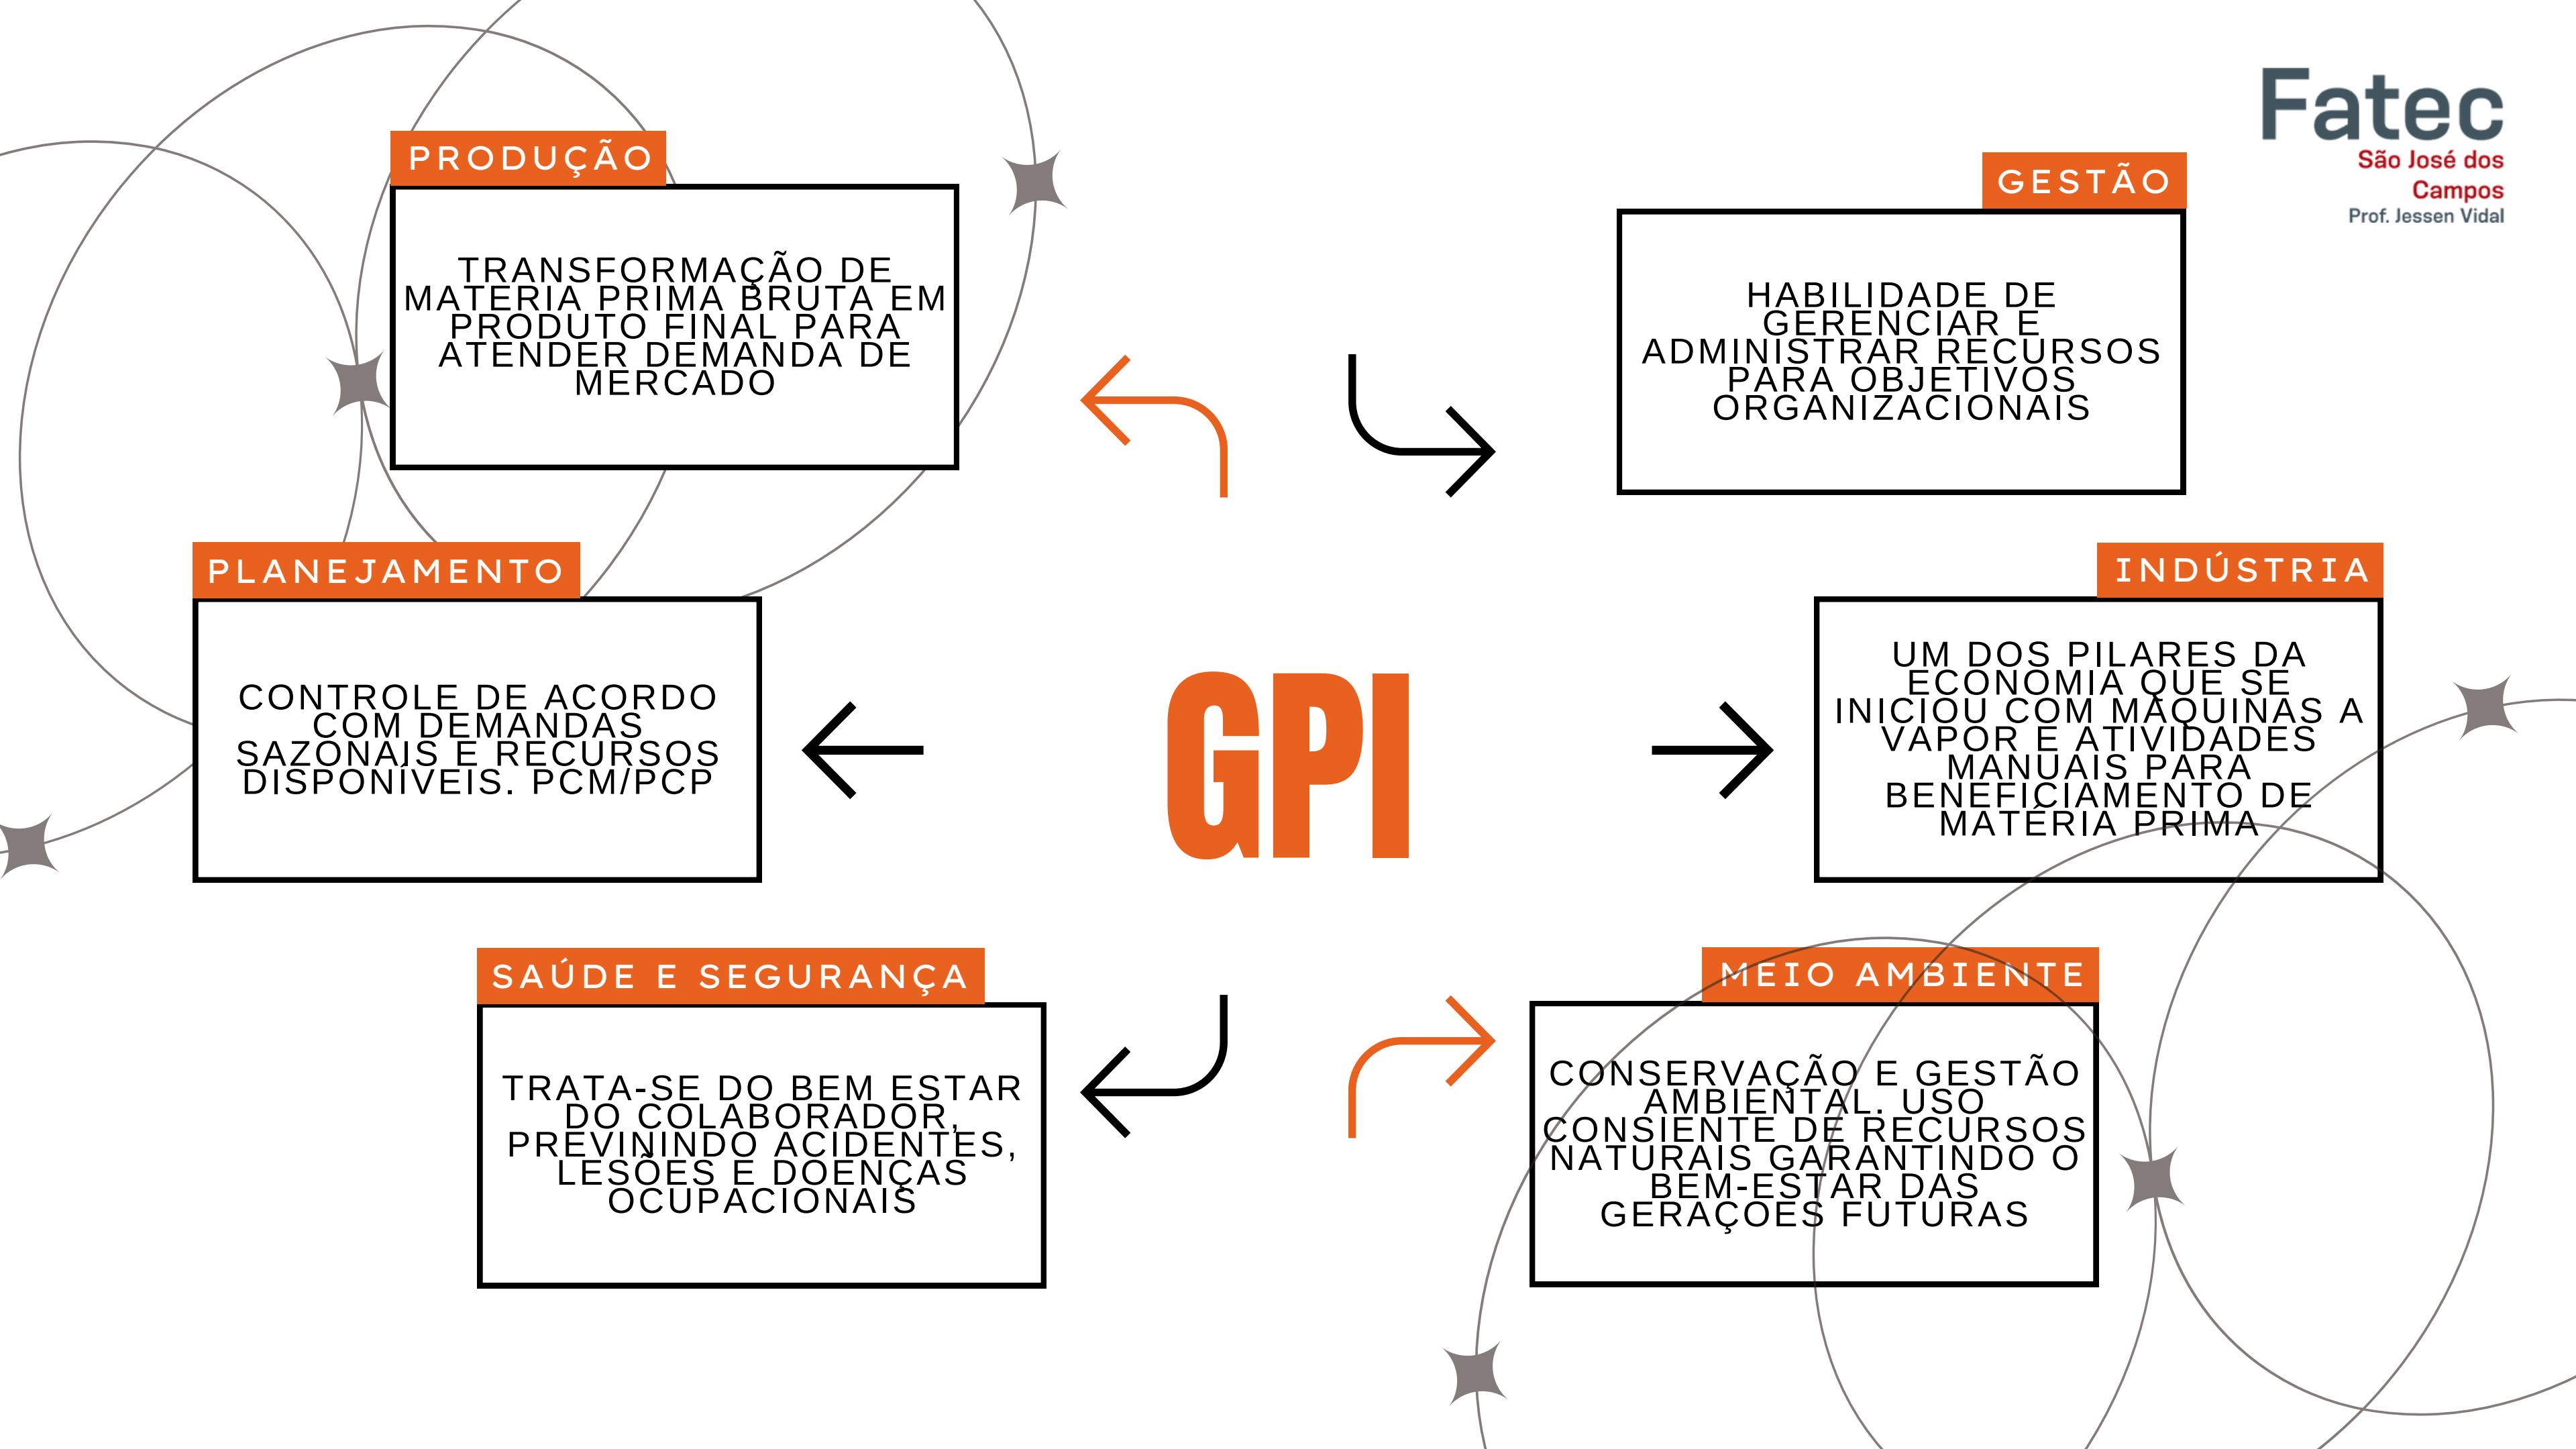 PRODUÇÃO
TRANSFORMAÇÃO DE
MATERIA PRIMA BRUTA EM
PRODUTO FINAL PARA
ATENDER DEMANDA DE
MERCADO
GESTÃO
HABILIDADE DE
GERENCIAR E
ADMINISTRAR RECURSOS
PARA OBJETIVOS
ORGANIZACIONAIS
Fatec
São José dos
Campos
Prof. Jessen Vidal
PLANEJAMENTO
CONTROLE DE ACORDO
COM DEMANDAS
SAZONAIS E RECURSOS
DISPONÍVEIS. PCM/PCP
GPI
INDÚSTRIA
UM DOS PILARES DA
ECONOMIA QUE SE
INICIOU COM MÁQUINAS A
VAPOR E ATIVIDADES
MANUAIS PARA
BENEFICIAMENTO DE
MATÉRIA PRIMA
SAÚDE E SEGURANÇA
TRATA-SE DO BEM ESTAR
DO COLABORADOR,
PREVININDO ACIDENTES,
LESÕES E DOENÇAS
OCUPACIONAIS
MEIO AMBIENTE
CONSERVAÇÃO E GESTÃO
AMBIENTAL. USO
CONSIENTE DE RECURSOS
NATURAIS GARANTINDO O
BEM-ESTAR DAS
GERAÇOES FUTURAS